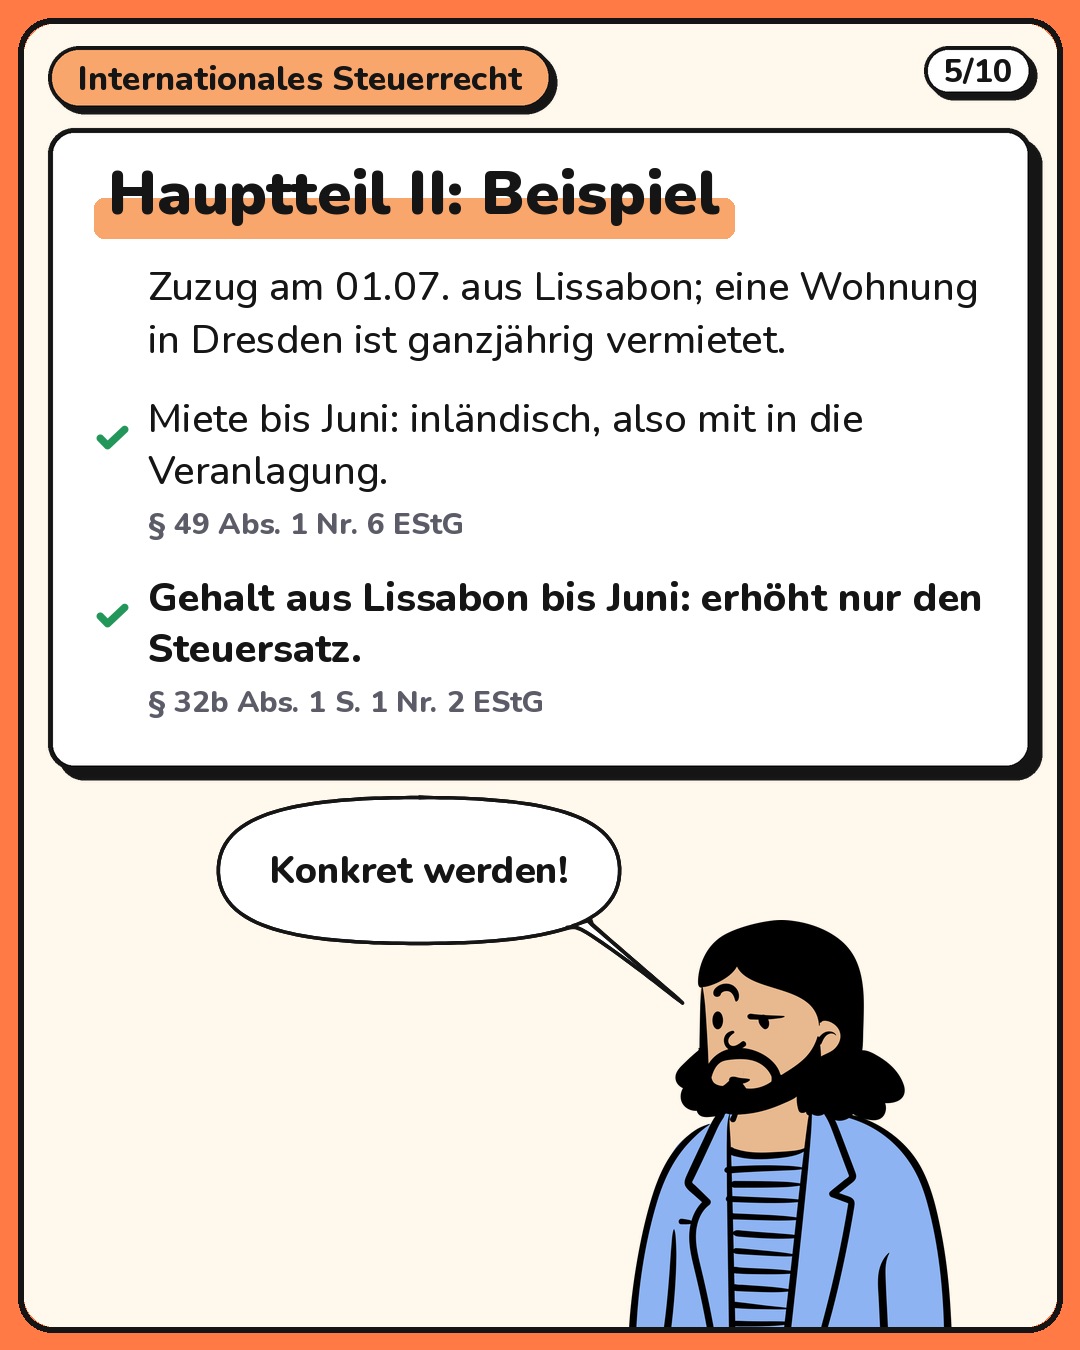 Internationales Steuerrecht
5/10
Hauptteil II: Beispiel
Zuzug am 01.07. aus Lissabon; eine Wohnung
in Dresden ist ganzjährig vermietet.
Miete bis Juni: inländisch, also mit in die
Veranlagung.
§ 49 Abs. 1 Nr. 6 EStG
Gehalt aus Lissabon bis Juni: erhöht nur den
Steuersatz.
§ 32b Abs. 1 S. 1 Nr. 2 EStG
Konkret werden!